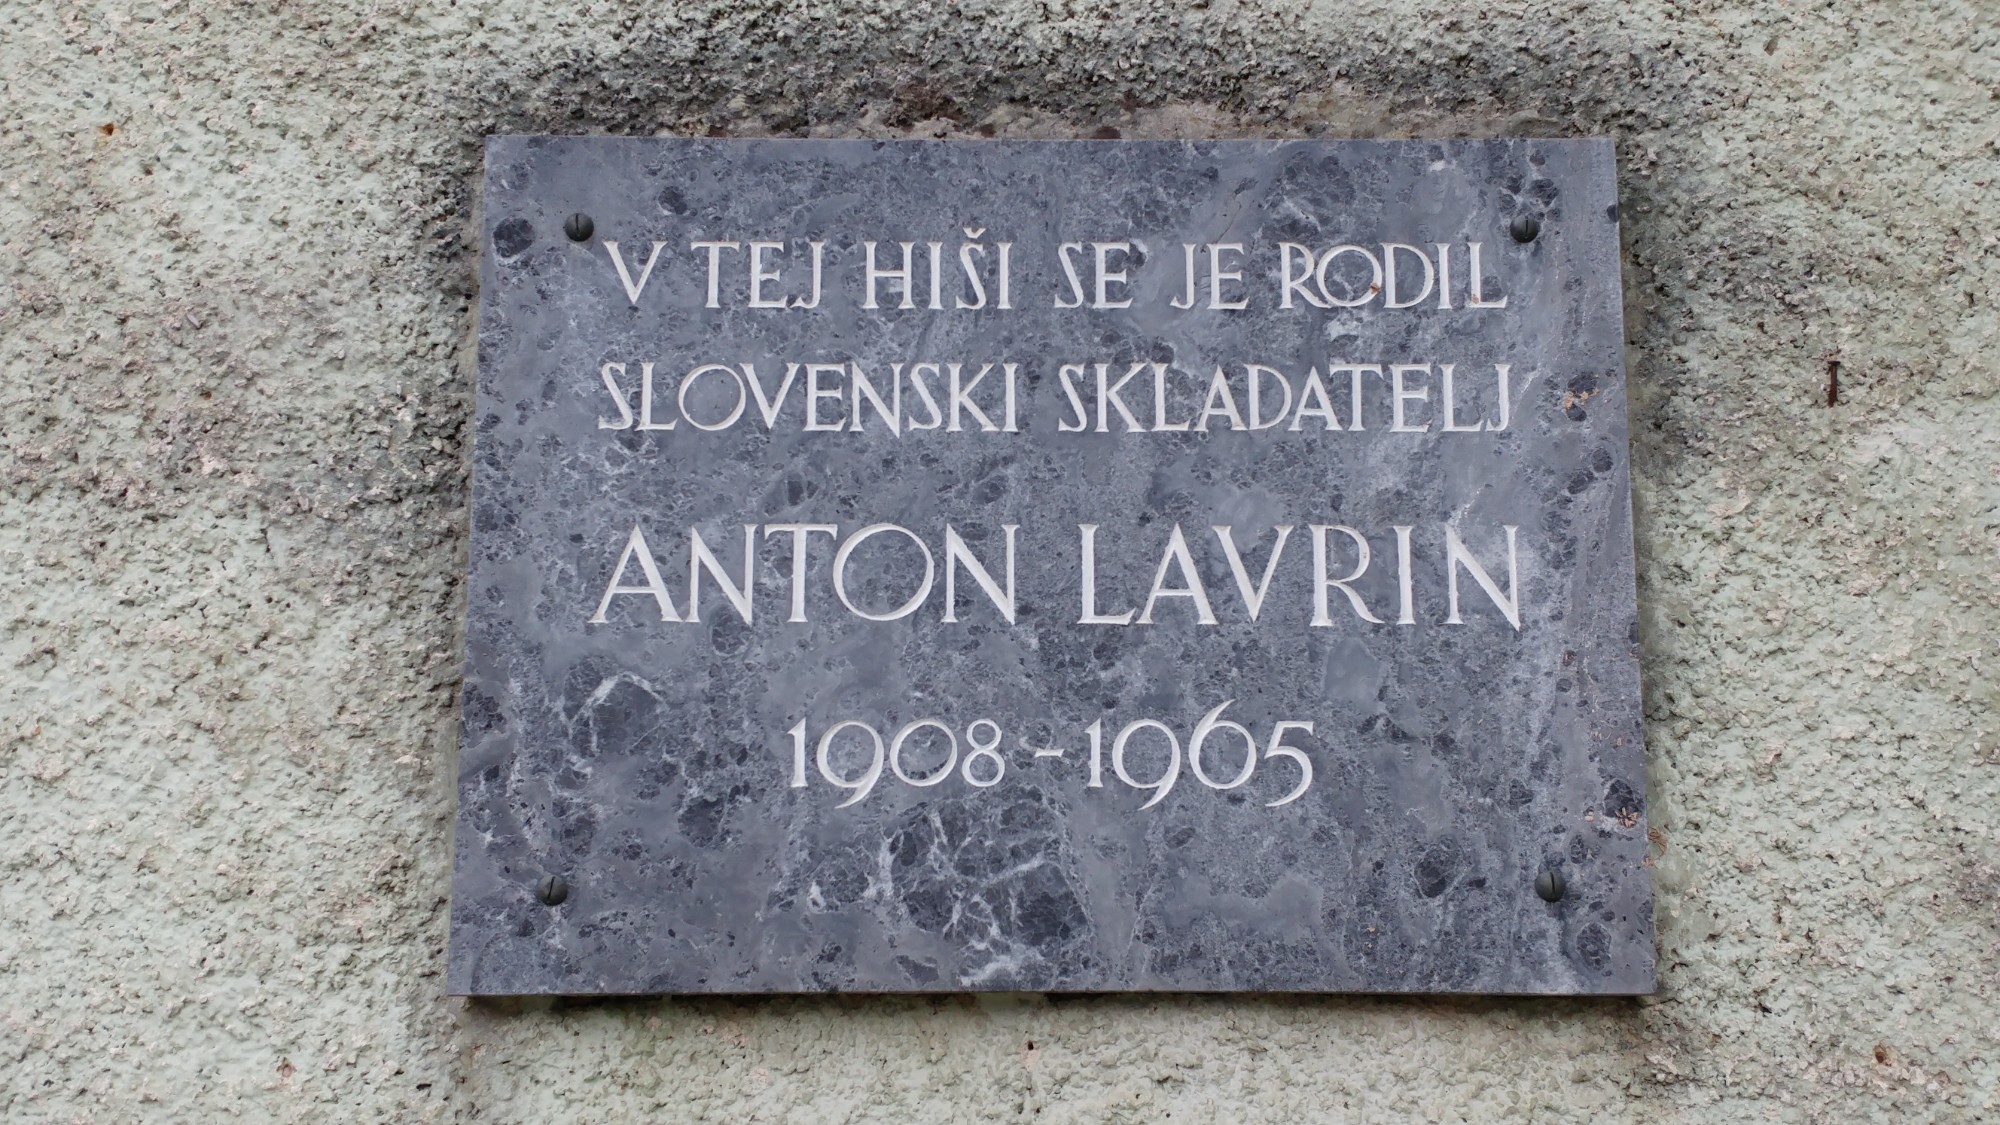 V TEJ HIŠI SE JE RODIL
SLOVENSKI SKLADATELJ
ANTON LAVRIN
1908-1965